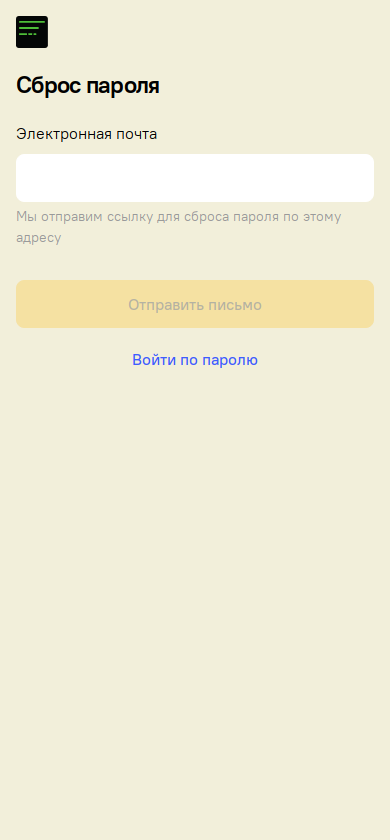 Сброс пароля
Электронная почта
Мы отправим ссылку для сброса пароля по этому
адресу
Отправить письмо
Войти по паролю